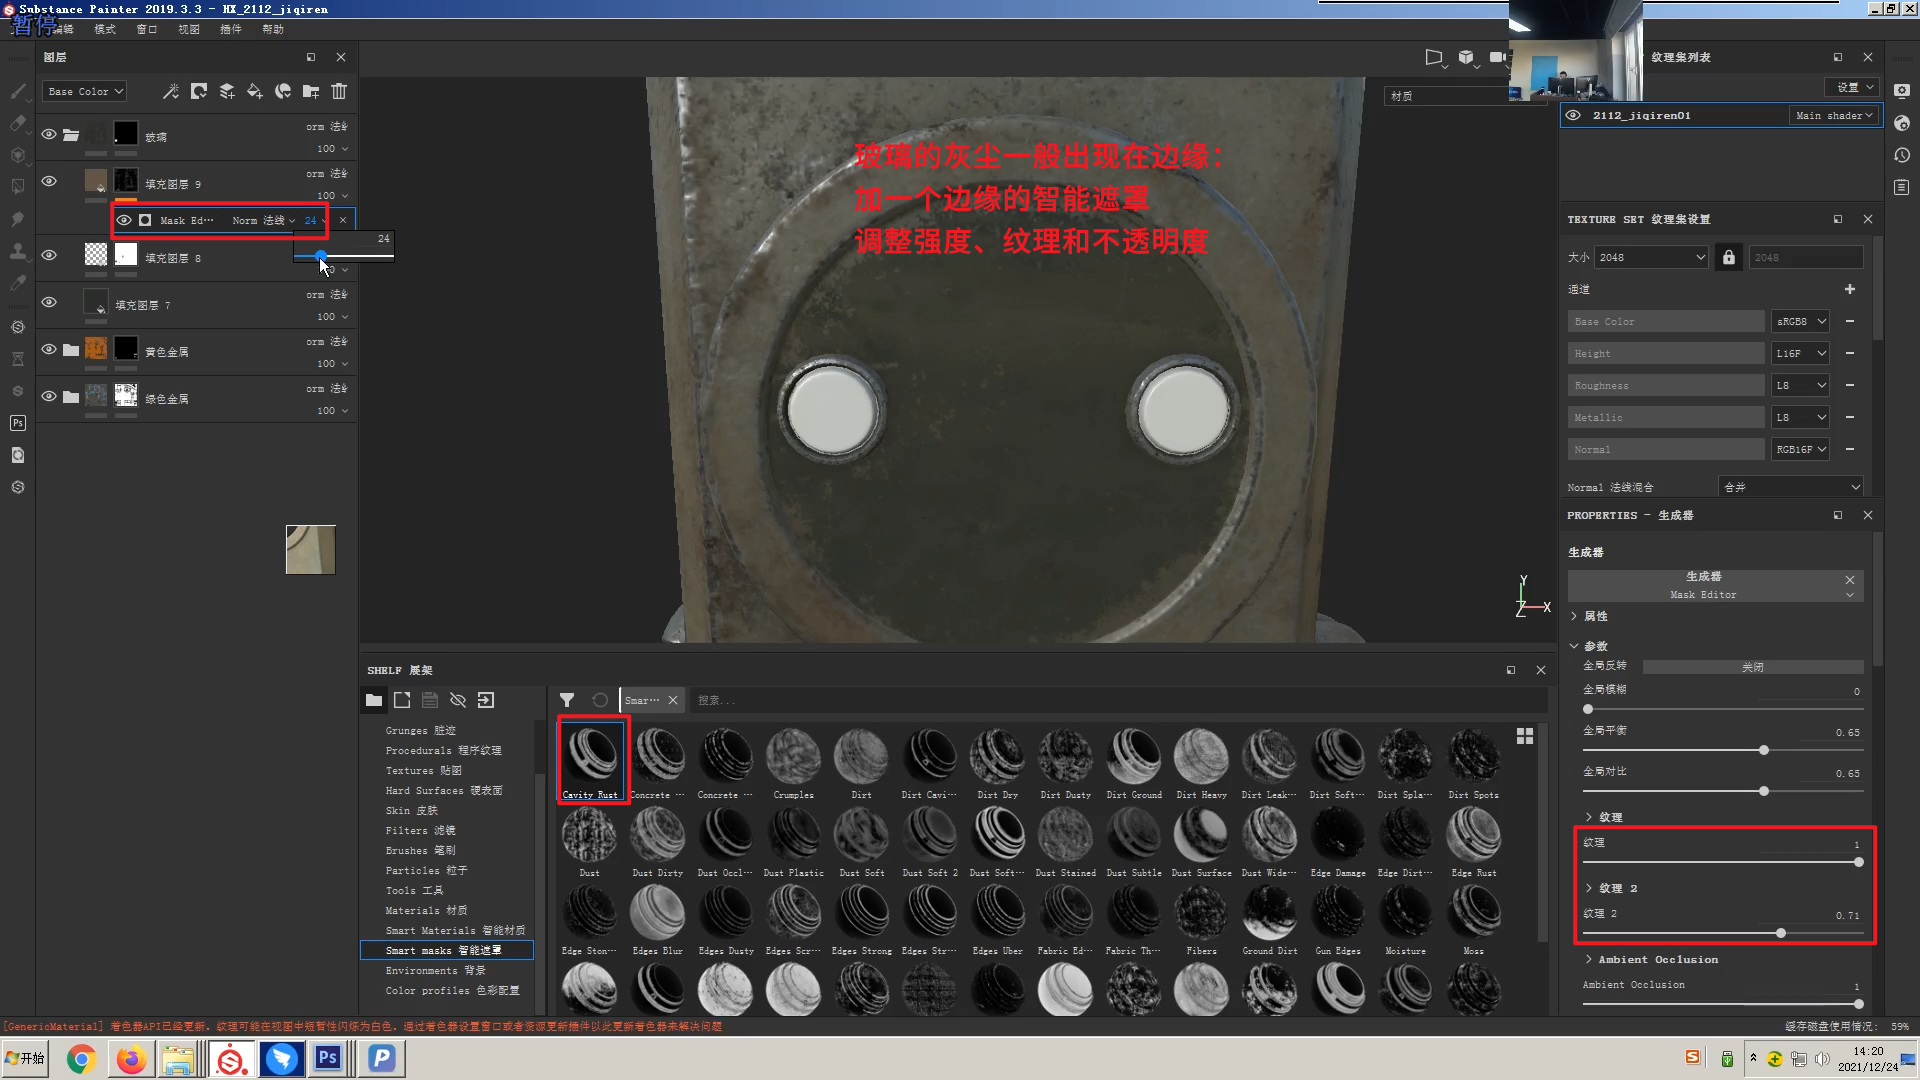 Substance Painter 2019.3.3 - HX_2112_jiqiren
暂停
编辑 模式 窗口 视图 插件 帮助
图层
Base Color
玻璃
orm 法
100
填充图层 9
orm 法
100
Mask Ed… Norm 法线 24
24
填充图层 8
填充图层 7
orm 法
100
黄色金属
orm 法
100
绿色金属
orm 法
100
材质
玻璃的灰尘一般出现在边缘：
加一个边缘的智能遮罩
调整强度、纹理和不透明度
Y
Z X
SHELF 展架
Smar… 搜索...
Grunges 脏迹
Procedurals 程序纹理
Textures 贴图
Hard Surfaces 硬表面
Skin 皮肤
Filters 滤镜
Brushes 笔刷
Particles 粒子
Tools 工具
Materials 材质
Smart Materials 智能材质
Smart masks 智能遮罩
Environments 背景
Color profiles 色彩配置
Cavity Rust Concrete … Concrete … Crumples Dirt Dirt Cavi… Dirt Dry Dirt Dusty Dirt Ground Dirt Heavy Dirt Leak… Dirt Soft… Dirt Spla… Dirt Spots
Dust Dust Dirty Dust Occl… Dust Plastic Dust Soft Dust Soft 2 Dust Soft… Dust Stained Dust Subtle Dust Surface Dust Wide… Edge Damage Edge Dirt… Edge Rust
Edge Ston… Edges Blur Edges Dusty Edges Scr… Edges Strong Edges Str… Edges Uber Fabric Ed… Fabric Th… Fibers Ground Dirt Gun Edges Moisture Moss
纹理集列表
设置
2112_jiqiren01 Main shader
TEXTURE SET 纹理集设置
大小 2048 2048
通道
Base Color sRGB8
Height L16F
Roughness L8
Metallic L8
Normal RGB16F
Normal 法线混合 合并
PROPERTIES - 生成器
生成器
生成器
Mask Editor
属性
参数
全局反转 关闭
全局模糊 0
全局平衡 0.65
全局对比 0.65
纹理
纹理 1
纹理 2
纹理 2 0.71
Ambient Occlusion
Ambient Occlusion 1
[GenericMaterial] 着色器API已经更新。纹理可能在视图中短暂性闪烁为白色。通过着色器设置窗口或者资源更新插件以此更新着色器来解决问题
缓存磁盘使用情况： 59%
开始
Ps
14:20
2021/12/24